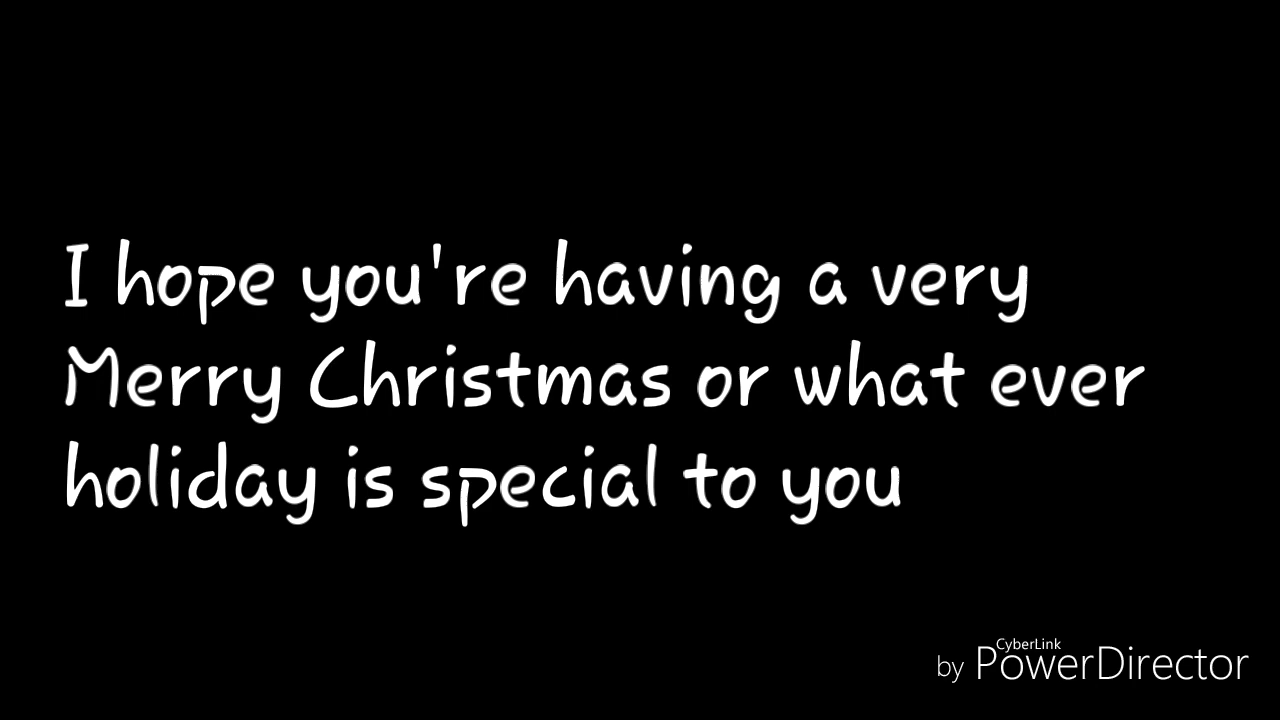 I hope you're having a very
Merry Christmas or what ever
holiday is special to you
CyberLink
by PowerDirector